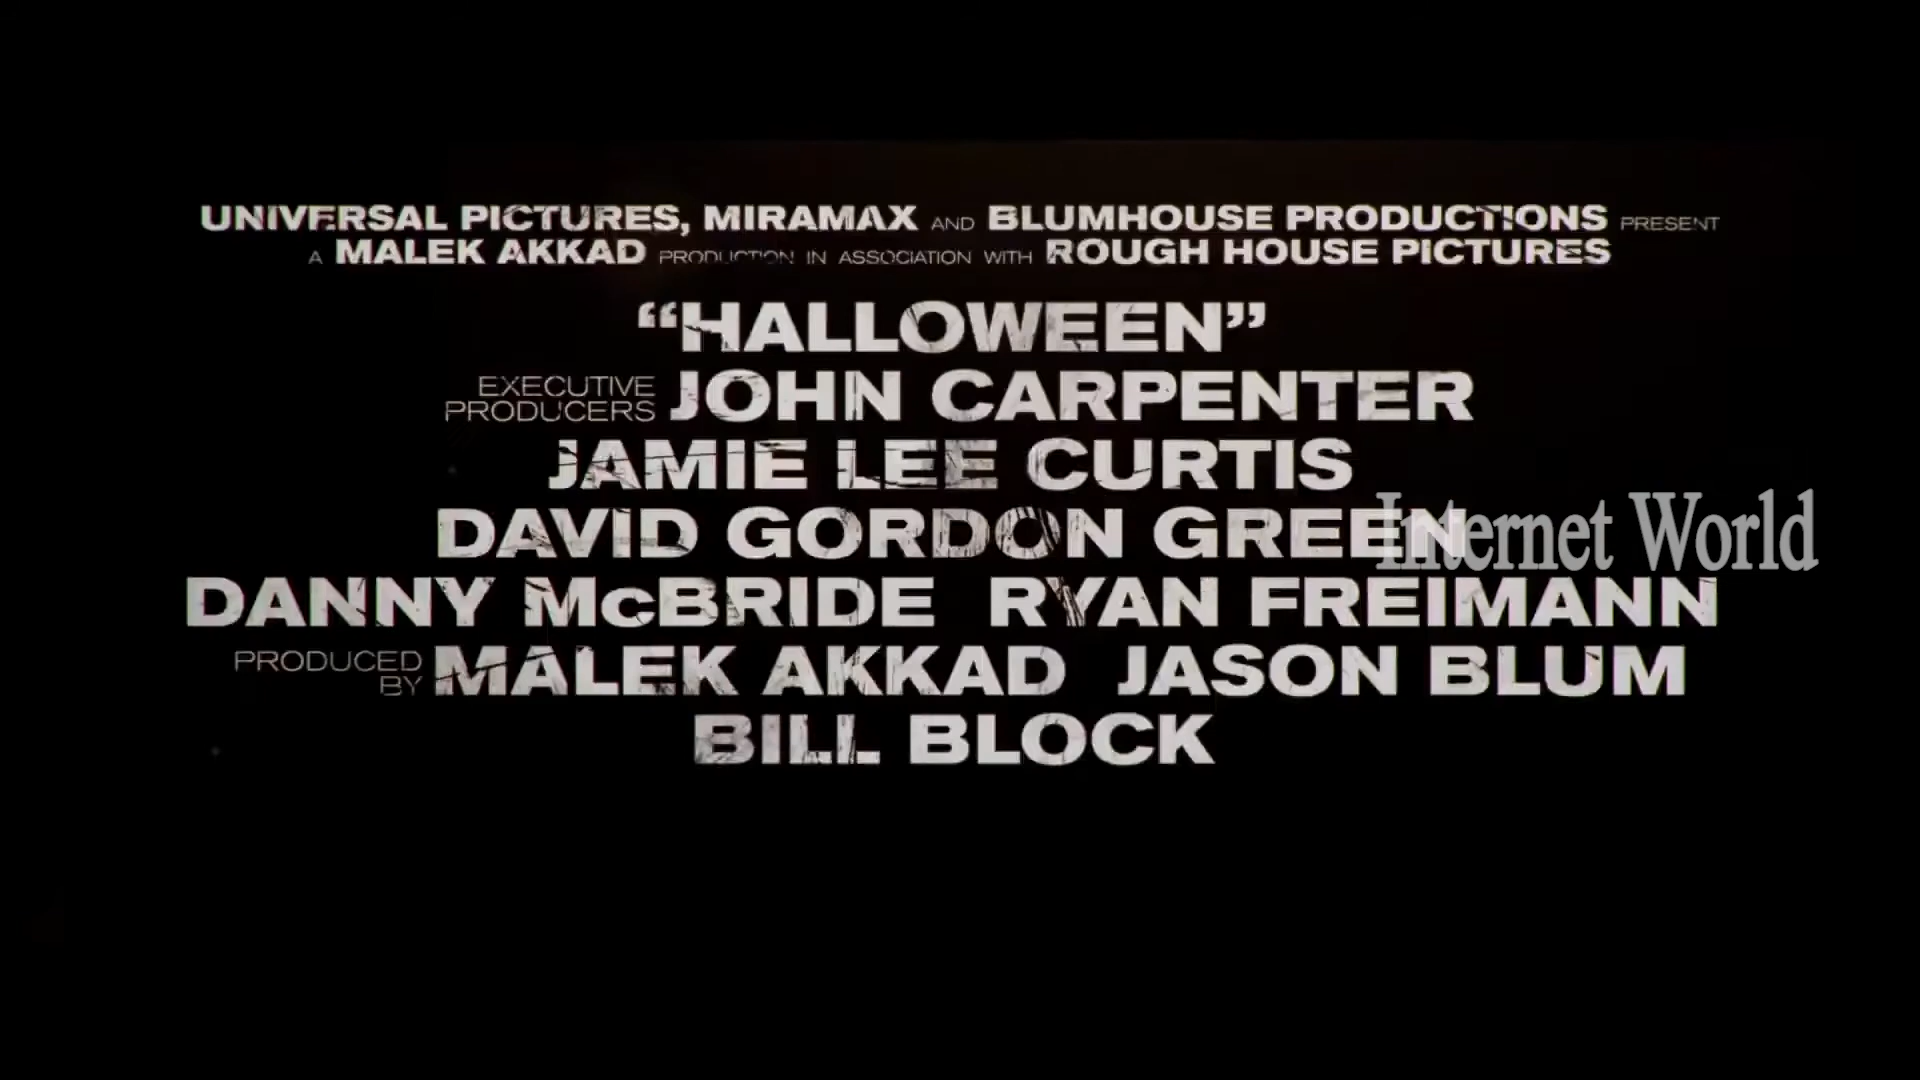 UNIVERSAL PICTURES, MIRAMAX AND BLUMHOUSE PRODUCTIONS PRESENT
A MALEK AKKAD PRODUCTION IN ASSOCIATION WITH ROUGH HOUSE PICTURES
“HALLOWEEN”
EXECUTIVE PRODUCERS JOHN CARPENTER
JAMIE LEE CURTIS
DAVID GORDON GREEN
Internet World
DANNY McBRIDE RYAN FREIMANN
PRODUCED BY MALEK AKKAD JASON BLUM
BILL BLOCK